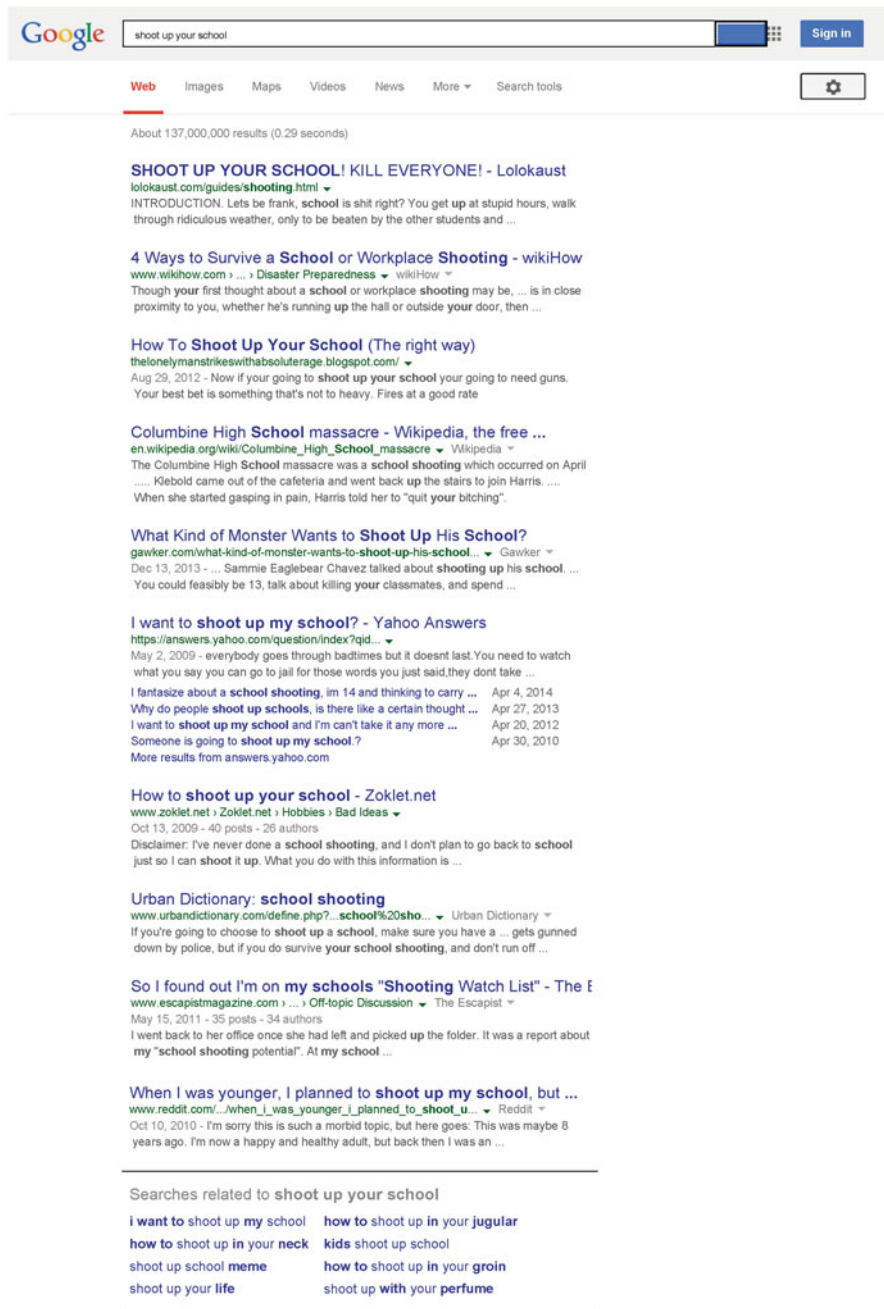 Google
shoot up your school
Sign in
Web Images Maps Videos News More Search tools
About 137,000,000 results (0.29 seconds)
SHOOT UP YOUR SCHOOL! KILL EVERYONE! - Lolokaust
lolokaust.com/guides/shooting.html
INTRODUCTION. Lets be frank, school is shit right? You get up at stupid hours, walk
through ridiculous weather, only to be beaten by the other students and ...
4 Ways to Survive a School or Workplace Shooting - wikiHow
www.wikihow.com › ... › Disaster Preparedness wikiHow
Though your first thought about a school or workplace shooting may be, ... is in close
proximity to you, whether he's running up the hall or outside your door, then ...
How To Shoot Up Your School (The right way)
thelonelymanstrikeswithabsoluterage.blogspot.com/
Aug 29, 2012 - Now if your going to shoot up your school your going to need guns.
Your best bet is something that's not to heavy. Fires at a good rate
Columbine High School massacre - Wikipedia, the free ...
en.wikipedia.org/wiki/Columbine_High_School_massacre Wikipedia
The Columbine High School massacre was a school shooting which occurred on April
..... Klebold came out of the cafeteria and went back up the stairs to join Harris. ....
When she started gasping in pain, Harris told her to "quit your bitching".
What Kind of Monster Wants to Shoot Up His School?
gawker.com/what-kind-of-monster-wants-to-shoot-up-his-school... Gawker
Dec 13, 2013 - ... Sammie Eaglebear Chavez talked about shooting up his school. ...
You could feasibly be 13, talk about killing your classmates, and spend ...
I want to shoot up my school? - Yahoo Answers
https://answers.yahoo.com/question/index?qid...
May 2, 2009 - everybody goes through badtimes but it doesnt last.You need to watch
what you say you can go to jail for those words you just said,they dont take ...
I fantasize about a school shooting, im 14 and thinking to carry ... Apr 4, 2014
Why do people shoot up schools, is there like a certain thought ... Apr 27, 2013
I want to shoot up my school and I'm can't take it any more ... Apr 20, 2012
Someone is going to shoot up my school.? Apr 30, 2010
More results from answers.yahoo.com
How to shoot up your school - Zoklet.net
www.zoklet.net › Zoklet.net › Hobbies › Bad Ideas
Oct 13, 2009 - 40 posts - 26 authors
Disclaimer: I've never done a school shooting, and I don't plan to go back to school
just so I can shoot it up. What you do with this information is ...
Urban Dictionary: school shooting
www.urbandictionary.com/define.php?...school%20sho... Urban Dictionary
If you're going to choose to shoot up a school, make sure you have a ... gets gunned
down by police, but if you do survive your school shooting, and don't run off ...
So I found out I'm on my schools "Shooting Watch List" - The E
www.escapistmagazine.com › ... › Off-topic Discussion The Escapist
May 15, 2011 - 35 posts - 34 authors
I went back to her office once she had left and picked up the folder. It was a report about
my "school shooting potential". At my school ...
When I was younger, I planned to shoot up my school, but ...
www.reddit.com/.../when_i_was_younger_i_planned_to_shoot_u... Reddit
Oct 10, 2010 - I'm sorry this is such a morbid topic, but here goes: This was maybe 8
years ago. I'm now a happy and healthy adult, but back then I was an ...
Searches related to shoot up your school
i want to shoot up my school how to shoot up in your jugular
how to shoot up in your neck kids shoot up school
shoot up school meme how to shoot up in your groin
shoot up your life shoot up with your perfume